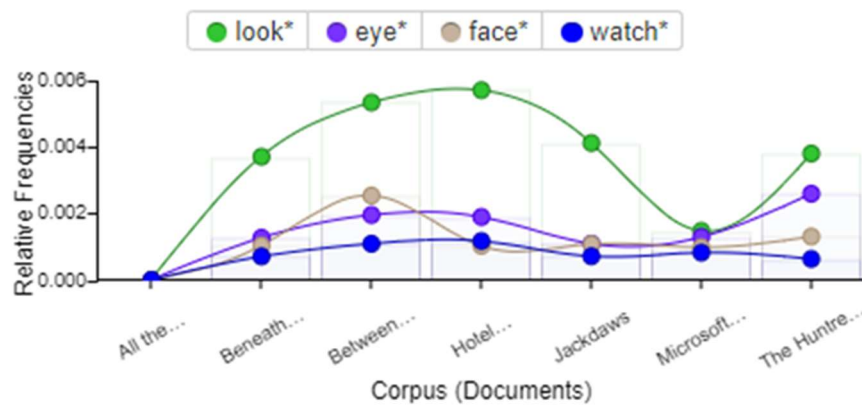 look* eye* face* watch*
0.006
0.004
0.002
0.000
Relative Frequencies
All the...
Beneath...
Between...
Hotel...
Jackdaws
Microsoft...
The Huntre...
Corpus (Documents)